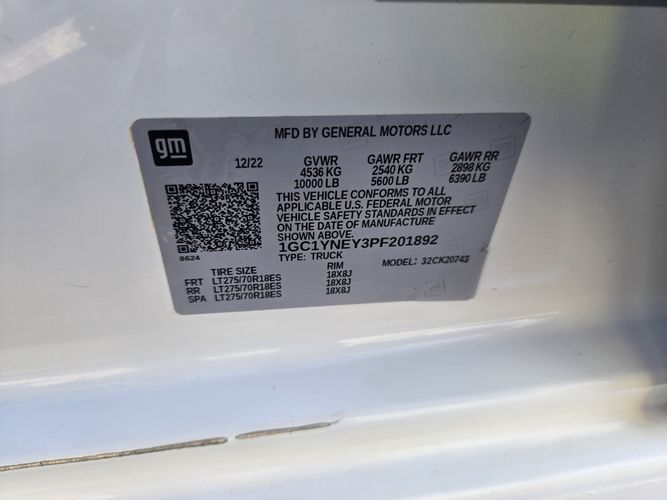 gm
MFD BY GENERAL MOTORS LLC
12/22 GVWR GAWR FRT GAWR RR
4536 KG 2540 KG 2898 KG
10000 LB 5600 LB 6390 LB
THIS VEHICLE CONFORMS TO ALL
APPLICABLE U.S. FEDERAL MOTOR
VEHICLE SAFETY STANDARDS IN EFFECT
ON THE DATE OF MANUFACTURE
SHOWN ABOVE.
1GC1YNEY3PF201892
8624
TYPE: TRUCK MODEL: 32CK20743
TIRE SIZE RIM
FRT LT275/70R18ES 18X8J
RR LT275/70R18ES 18X8J
SPA LT275/70R18ES 18X8J